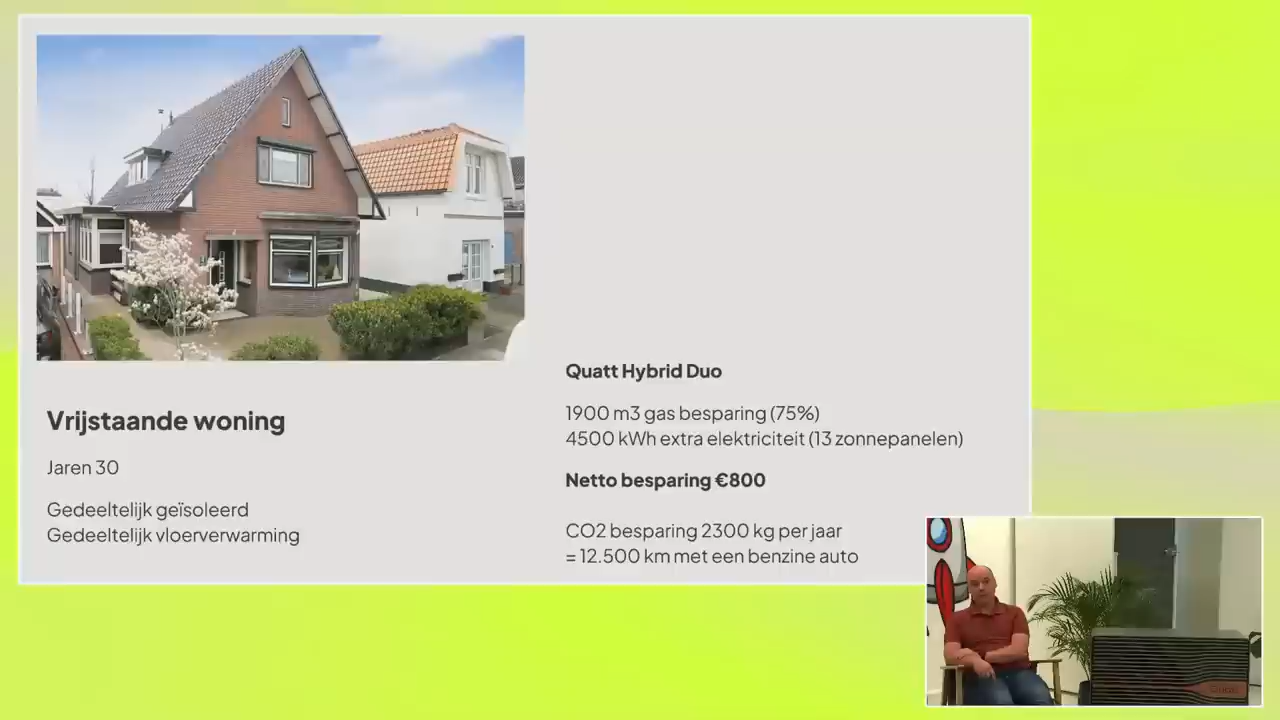 Vrijstaande woning
Jaren 30
Gedeeltelijk geïsoleerd
Gedeeltelijk vloerverwarming
Quatt Hybrid Duo
1900 m3 gas besparing (75%)
4500 kWh extra elektriciteit (13 zonnepanelen)
Netto besparing €800
CO2 besparing 2300 kg per jaar
= 12.500 km met een benzine auto